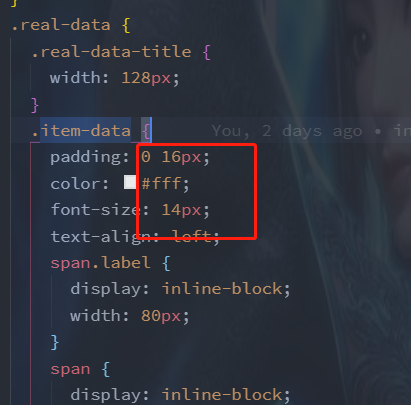 }
.real-data {
.real-data-title {
width: 128px;
}
.item-data { You, 2 days ago • in
padding: 0 16px;
color: #fff;
font-size: 14px;
text-align: left;
span.label {
display: inline-block;
width: 80px;
}
span {
display: inline-block;